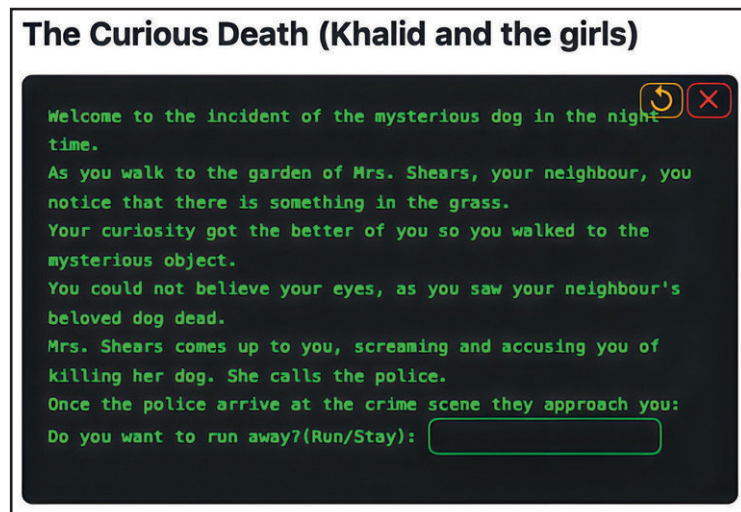 The Curious Death (Khalid and the girls)
Welcome to the incident of the mysterious dog in the night
time.
As you walk to the garden of Mrs. Shears, your neighbour, you
notice that there is something in the grass.
Your curiosity got the better of you so you walked to the
mysterious object.
You could not believe your eyes, as you saw your neighbour's
beloved dog dead.
Mrs. Shears comes up to you, screaming and accusing you of
killing her dog. She calls the police.
Once the police arrive at the crime scene they approach you:
Do you want to run away?(Run/Stay):